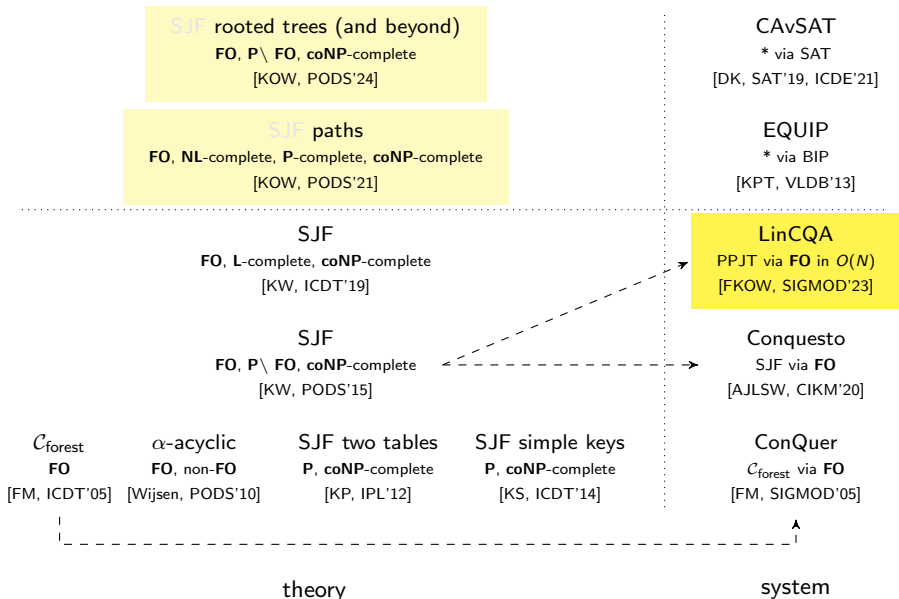 SJF rooted trees (and beyond)
FO, P\ FO, coNP-complete
[KOW, PODS'24]
CAvSAT
* via SAT
[DK, SAT'19, ICDE'21]
SJF paths
FO, NL-complete, P-complete, coNP-complete
[KOW, PODS'21]
EQUIP
* via BIP
[KPT, VLDB'13]
SJF
FO, L-complete, coNP-complete
[KW, ICDT'19]
LinCQA
PPJT via FO in O(N)
[FKOW, SIGMOD'23]
SJF
FO, P\ FO, coNP-complete
[KW, PODS'15]
Conquesto
SJF via FO
[AJLSW, CIKM'20]
C_forest
FO
[FM, ICDT'05]
α-acyclic
FO, non-FO
[Wijsen, PODS'10]
SJF two tables
P, coNP-complete
[KP, IPL'12]
SJF simple keys
P, coNP-complete
[KS, ICDT'14]
ConQuer
C_forest via FO
[FM, SIGMOD'05]
theory
system